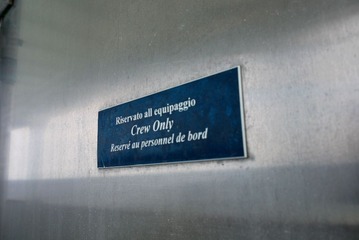 Riservato all equipaggio
Crew Only
Reservé au personnel de bord